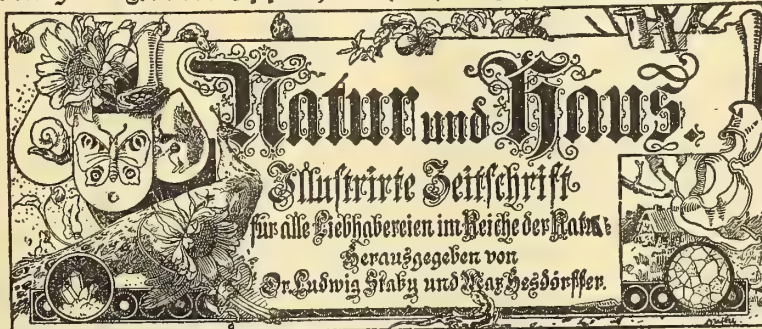 Natur und Haus.
Illustrirte Zeitschrift
für alle Liebhabereien im Reiche der Natur
Herausgegeben von
Dr. Ludwig Staby und Max Hesdörffer.